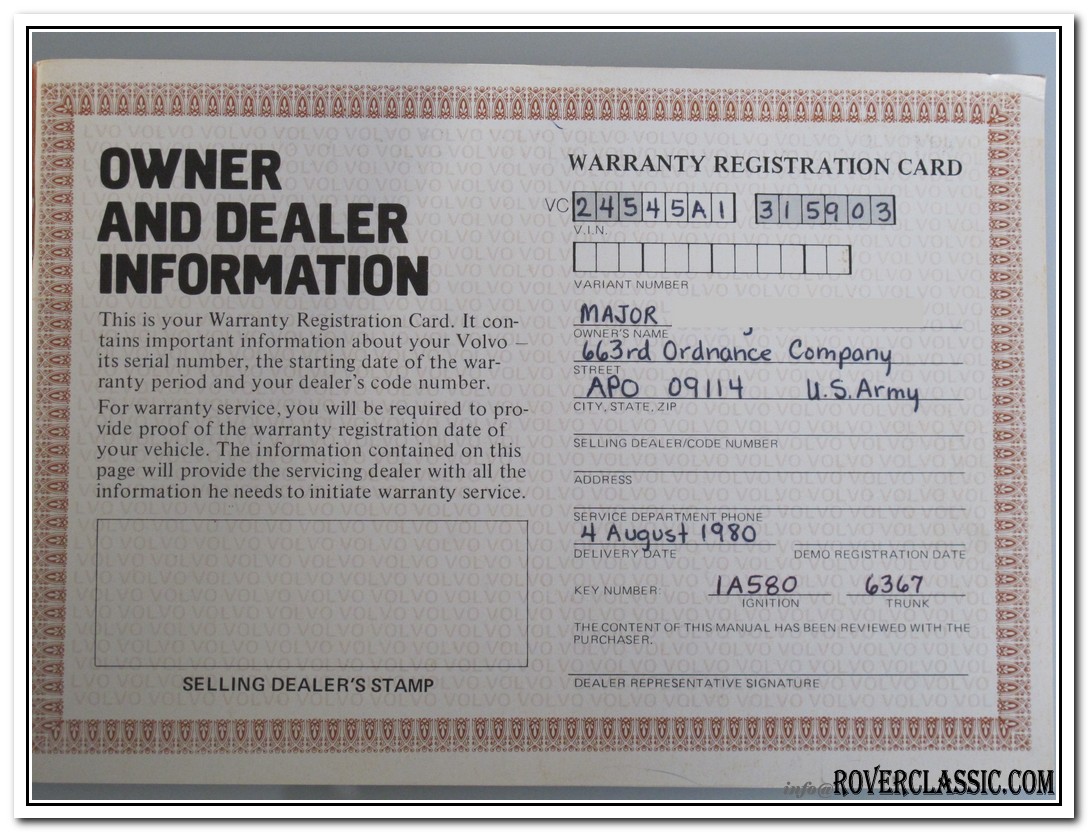 OWNER
AND DEALER
INFORMATION
This is your Warranty Registration Card. It con-
tains important information about your Volvo —
its serial number, the starting date of the war-
ranty period and your dealer's code number.
For warranty service, you will be required to pro-
vide proof of the warranty registration date of
your vehicle. The information contained on this
page will provide the servicing dealer with all the
information he needs to initiate warranty service.
SELLING DEALER'S STAMP
WARRANTY REGISTRATION CARD
VC 24545A1 315903
V.I.N.
VARIANT NUMBER
MAJOR
OWNER'S NAME
663rd Ordnance Company
STREET
APO 09114 U.S. Army
CITY, STATE, ZIP
SELLING DEALER/CODE NUMBER
ADDRESS
SERVICE DEPARTMENT PHONE
4 August 1980
DELIVERY DATE DEMO REGISTRATION DATE
KEY NUMBER: 1A580 6367
IGNITION TRUNK
THE CONTENT OF THIS MANUAL HAS BEEN REVIEWED WITH THE
PURCHASER.
DEALER REPRESENTATIVE SIGNATURE
info@ROVERCLASSIC.COM